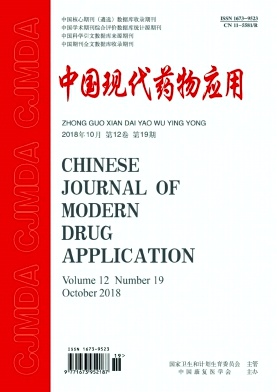 中国核心期刊（遴选）数据库收录期刊
中国学术期刊综合评价数据库统计源期刊
中国科学引文数据库来源期刊
中国期刊全文数据库收录期刊
ISSN 1673-9523
CN 11-5581/R
中国现代药物应用
ZHONG GUO XIAN DAI YAO WU YING YONG
2018年10月 第12卷 第19期
CHINESE
JOURNAL OF
MODERN
DRUG
APPLICATION
Volume 12 Number 19
October 2018
CJMDA CJMDA CJMDA CJMDA
ISSN 1673-9523
19>
9 771673 952187
国家卫生和计划生育委员会 主管
中国康复医学会 主办